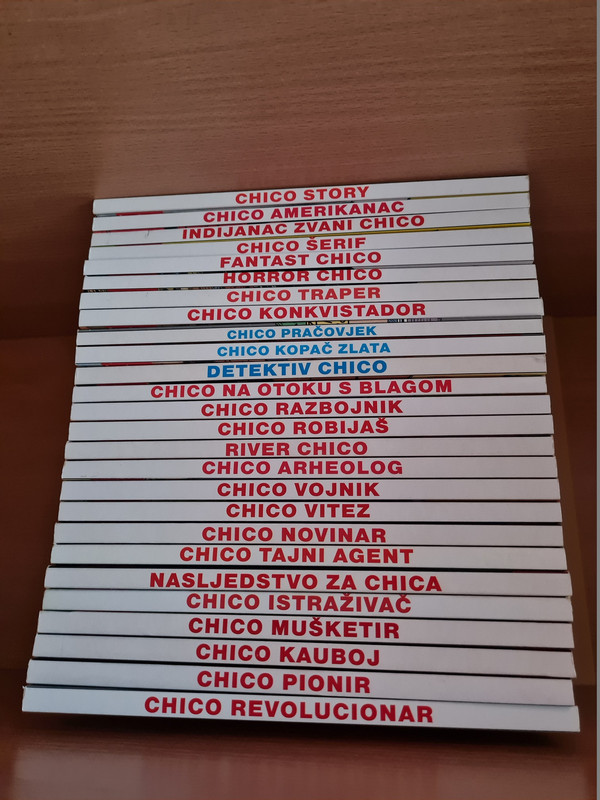 CHICO STORY
CHICO AMERIKANAC
INDIJANAC ZVANI CHICO
CHICO ŠERIF
FANTAST CHICO
HORROR CHICO
CHICO TRAPER
CHICO KONKVISTADOR
CHICO PRAČOVJEK
CHICO KOPAČ ZLATA
DETEKTIV CHICO
CHICO NA OTOKU S BLAGOM
CHICO RAZBOJNIK
CHICO ROBIJAŠ
RIVER CHICO
CHICO ARHEOLOG
CHICO VOJNIK
CHICO VITEZ
CHICO NOVINAR
CHICO TAJNI AGENT
NASLJEDSTVO ZA CHICA
CHICO ISTRAŽIVAČ
CHICO MUŠKETIR
CHICO KAUBOJ
CHICO PIONIR
CHICO REVOLUCIONAR